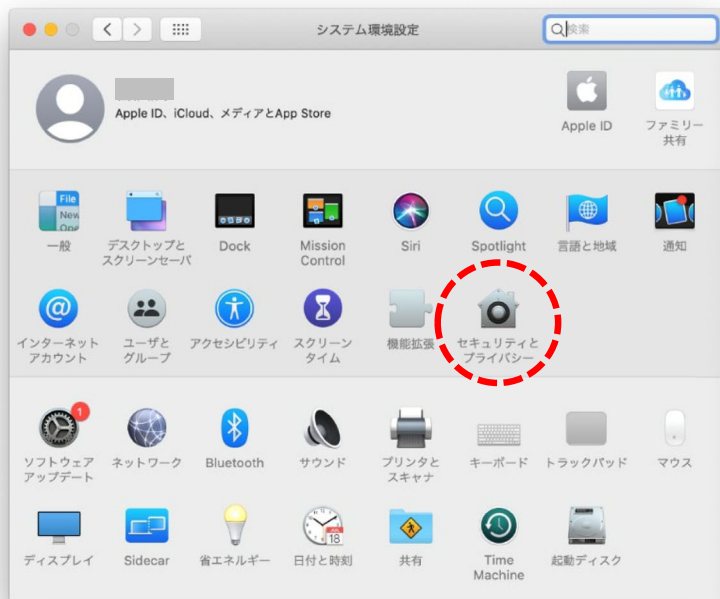 システム環境設定
検索
Apple ID、iCloud、メディアとApp Store
Apple ID
ファミリー
共有
File
New
Ope
一般
デスクトップと
スクリーンセーバ
Dock
Mission
Control
Siri
Spotlight
言語と地域
通知
インターネット
アカウント
ユーザと
グループ
アクセシビリティ
スクリーン
タイム
機能拡張
セキュリティと
プライバシー
1
ソフトウェア
アップデート
ネットワーク
Bluetooth
サウンド
プリンタと
スキャナ
キーボード
トラックパッド
マウス
ディスプレイ
Sidecar
省エネルギー
JUL
18
日付と時刻
共有
Time
Machine
起動ディスク